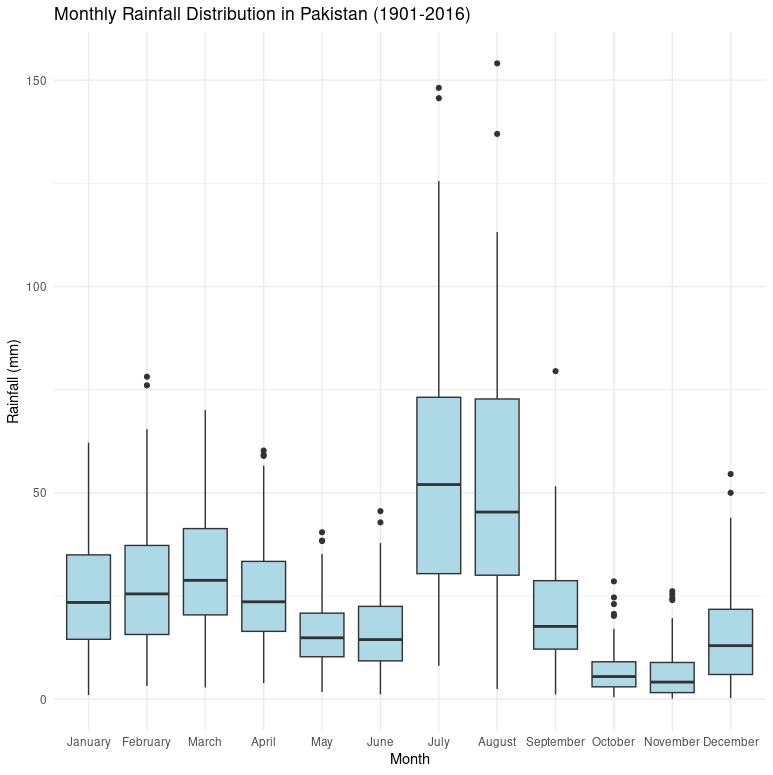 Monthly Rainfall Distribution in Pakistan (1901-2016)
150
100
50
0
Rainfall (mm)
January February March April May June July August September October November December
Month